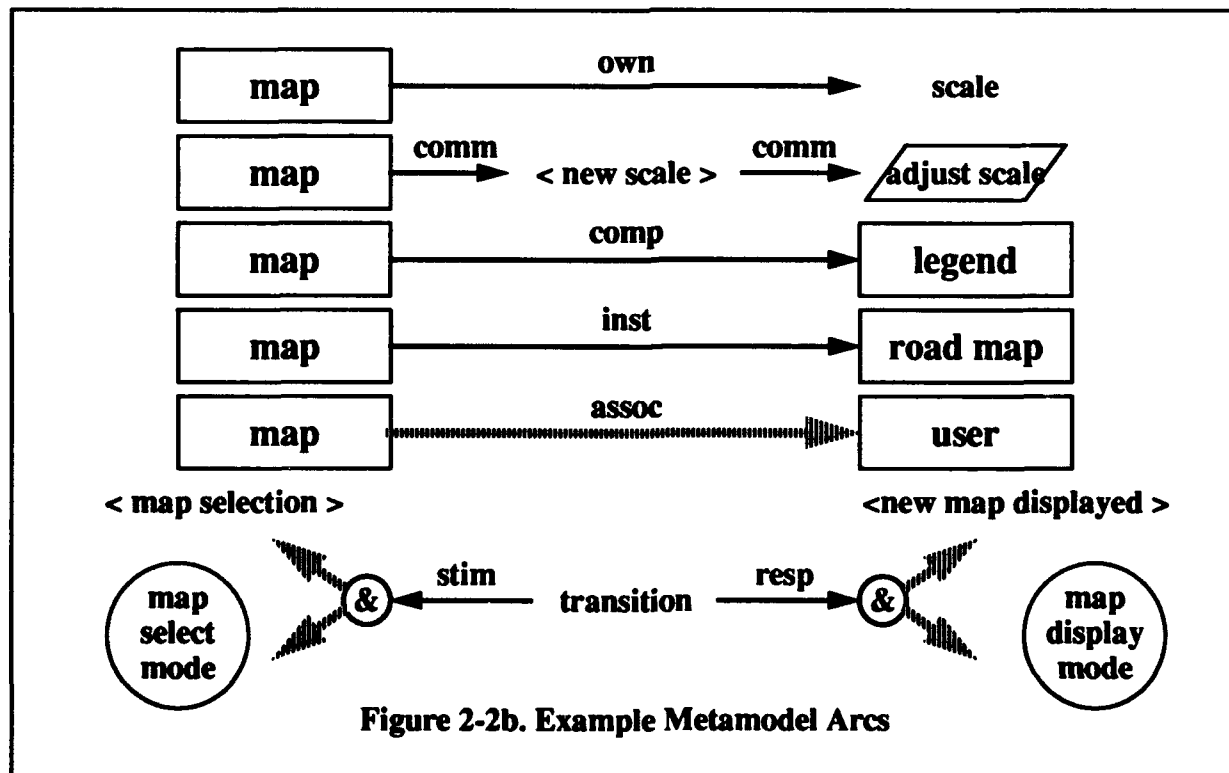 own
map scale
comm comm
map < new scale > adjust scale
comp
map legend
inst
map road map
assoc
map user
< map selection > <new map displayed >
stim resp
map select mode & transition & map display mode
Figure 2-2b. Example Metamodel Arcs